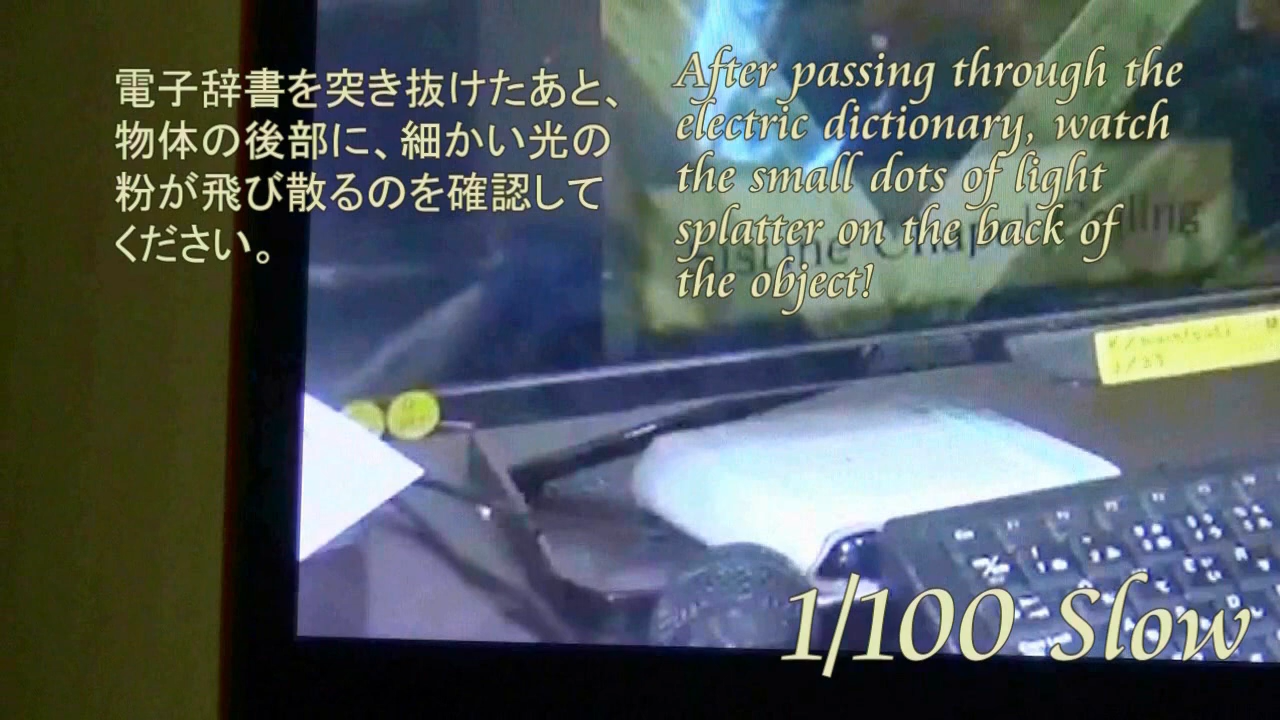 電子辞書を突き抜けたあと、
物体の後部に、細かい光の
粉が飛び散るのを確認して
ください。
After passing through the
electric dictionary, watch
the small dots of light
splatter on the back of
the object!
1/100 Slow